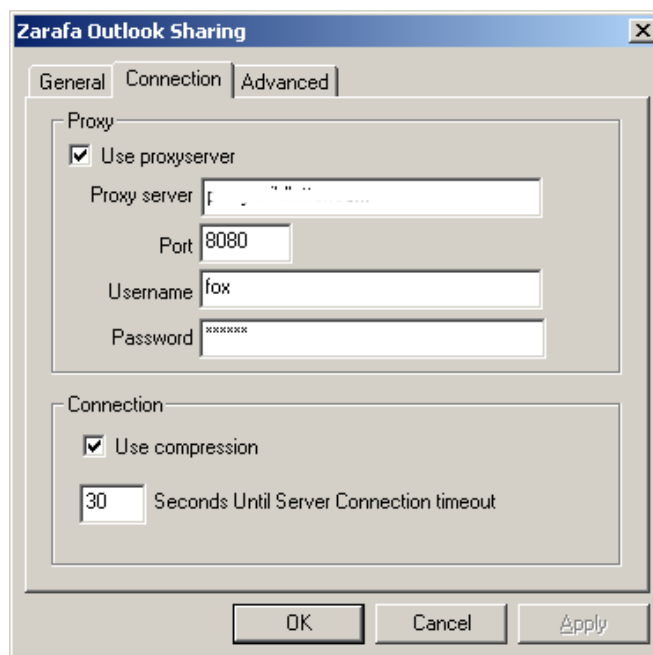 Zarafa Outlook Sharing
General Connection Advanced
Proxy
Use proxyserver
Proxy server
Port 8080
Username fox
Password ******
Connection
Use compression
30 Seconds Until Server Connection timeout
OK Cancel Apply